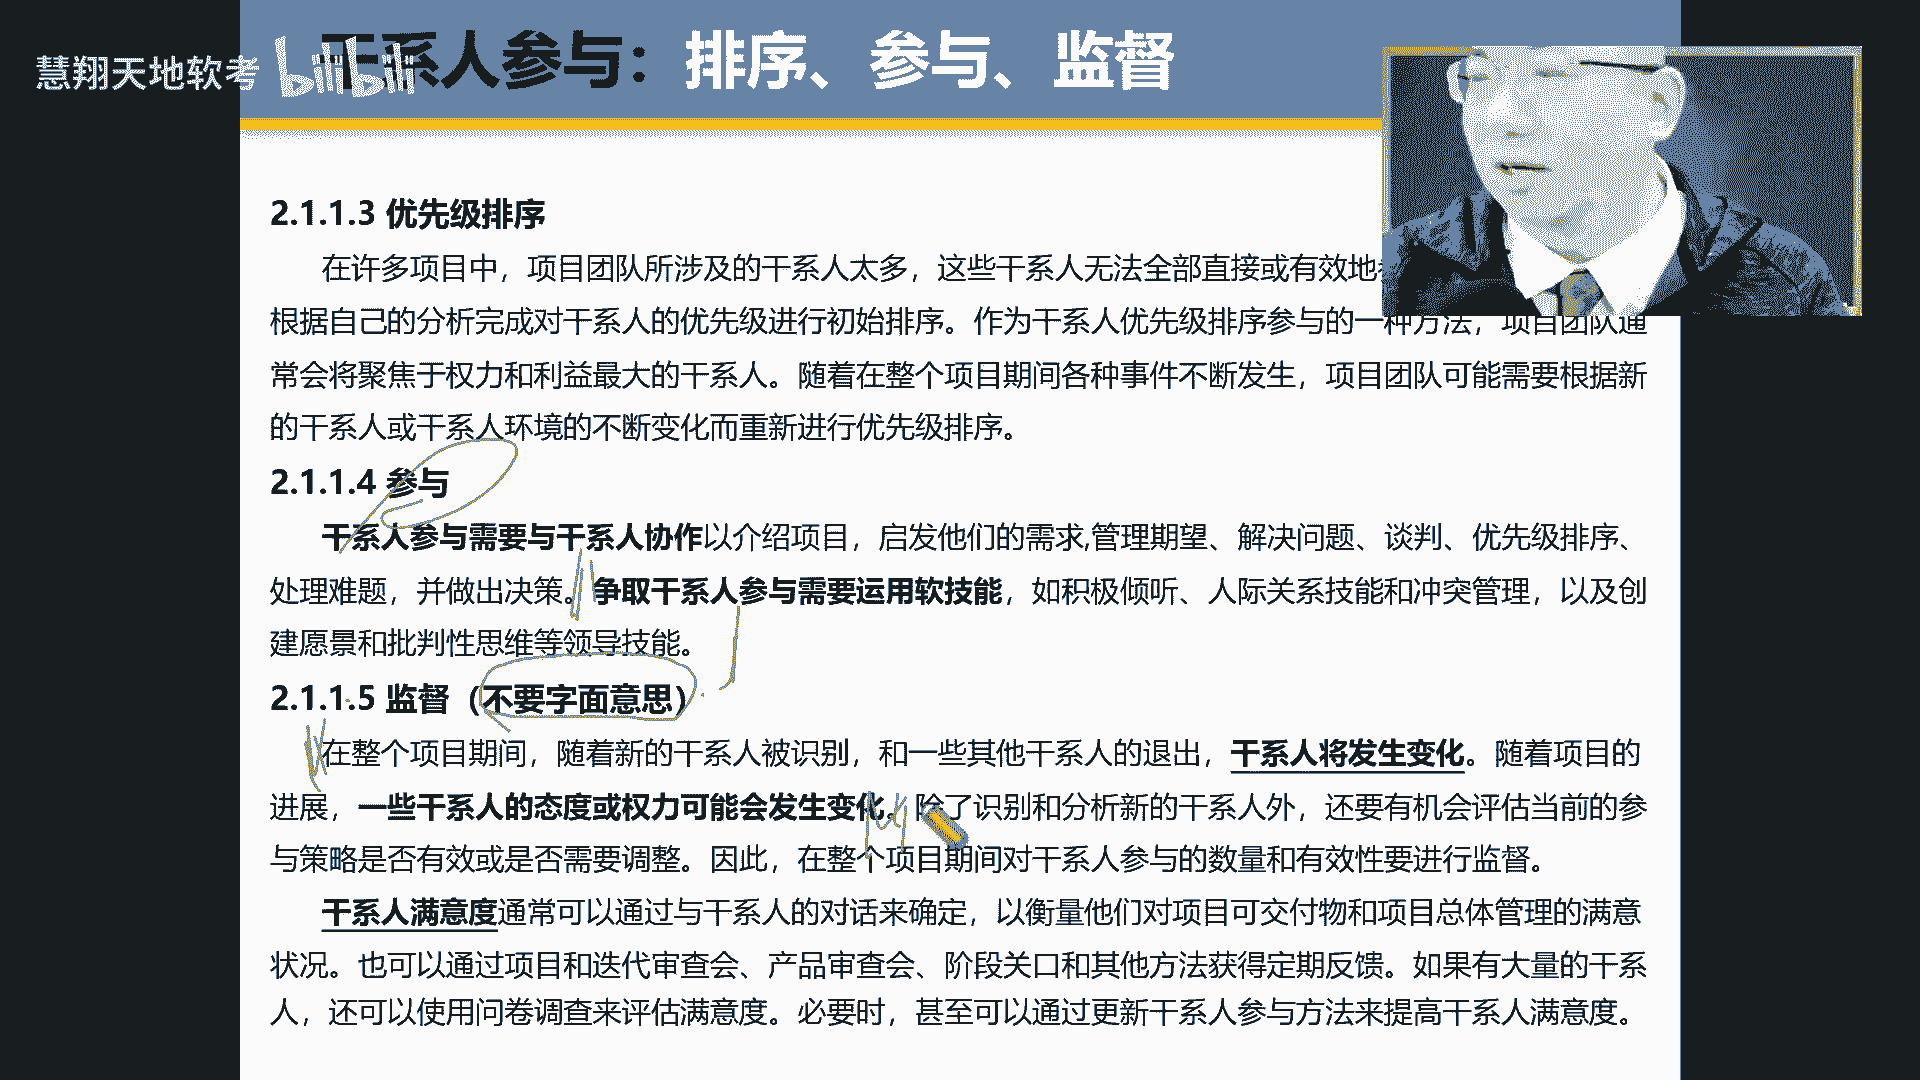 慧翔天地软考
bilibili
干系人参与：排序、参与、监督
2.1.1.3 优先级排序
在许多项目中，项目团队所涉及的干系人太多，这些干系人无法全部直接或有效地
根据自己的分析完成对干系人的优先级进行初始排序。作为干系人优先级排序参与的一种方法，项目团队通
常会将聚焦于权力和利益最大的干系人。随着在整个项目期间各种事件不断发生，项目团队可能需要根据新
的干系人或干系人环境的不断变化而重新进行优先级排序。
2.1.1.4 参与
干系人参与需要与干系人协作以介绍项目，启发他们的需求,管理期望、解决问题、谈判、优先级排序、
处理难题，并做出决策。争取干系人参与需要运用软技能，如积极倾听、人际关系技能和冲突管理，以及创
建愿景和批判性思维等领导技能。
2.1.1.5 监督（不要字面意思）
在整个项目期间，随着新的干系人被识别，和一些其他干系人的退出，干系人将发生变化。随着项目的
进展，一些干系人的态度或权力可能会发生变化。除了识别和分析新的干系人外，还要有机会评估当前的参
与策略是否有效或是否需要调整。因此，在整个项目期间对干系人参与的数量和有效性要进行监督。
干系人满意度通常可以通过与干系人的对话来确定，以衡量他们对项目可交付物和项目总体管理的满意
状况。也可以通过项目和迭代审查会、产品审查会、阶段关口和其他方法获得定期反馈。如果有大量的干系
人，还可以使用问卷调查来评估满意度。必要时，甚至可以通过更新干系人参与方法来提高干系人满意度。